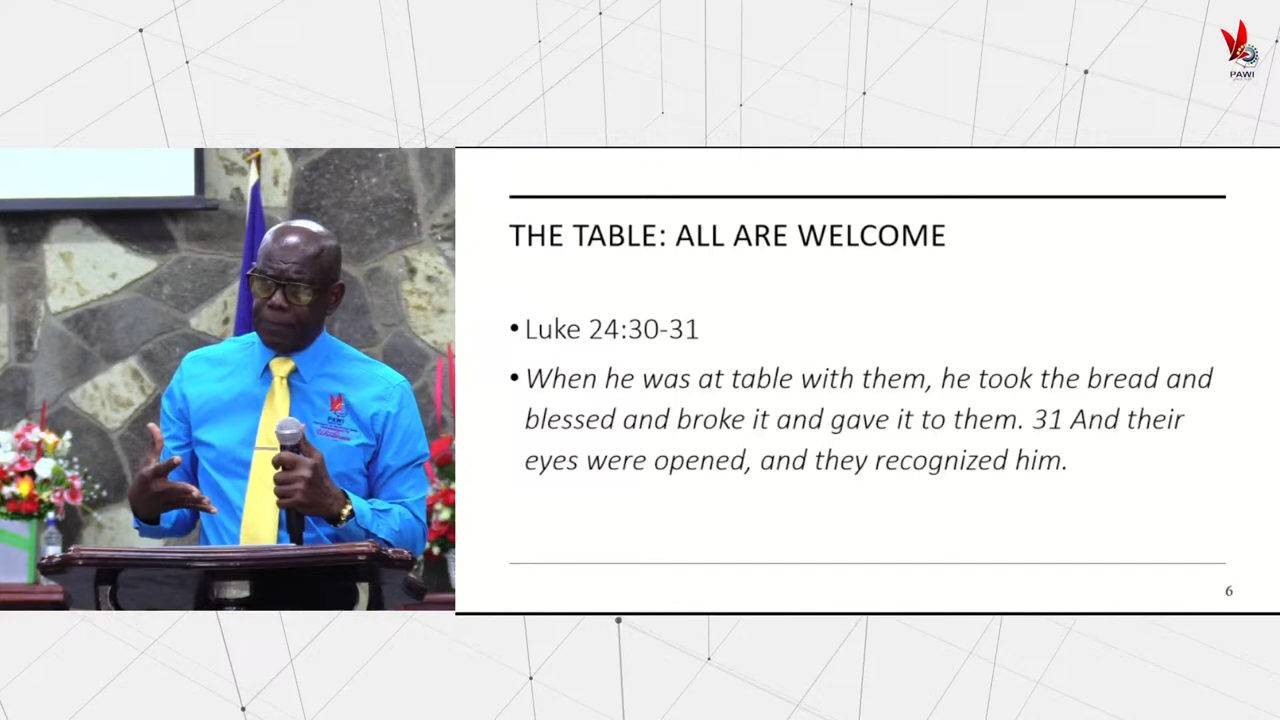 PAWI
THE TABLE: ALL ARE WELCOME
• Luke 24:30-31
• When he was at table with them, he took the bread and
blessed and broke it and gave it to them. 31 And their
eyes were opened, and they recognized him.
6
PAWI